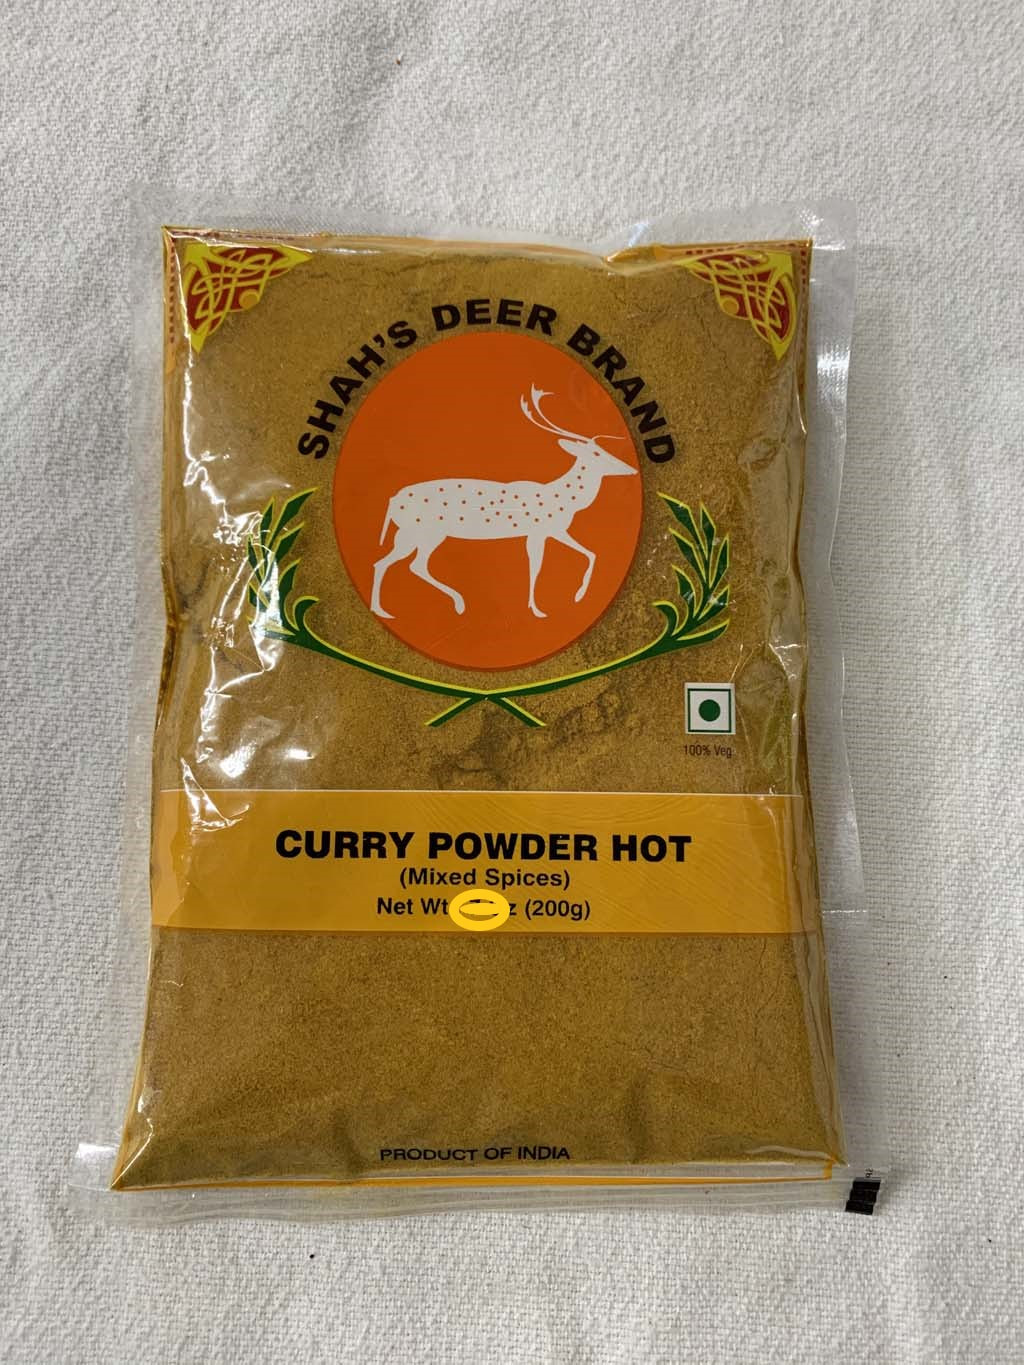 SHAH'S DEER BRAND
100% Veg
CURRY POWDER HOT
(Mixed Spices)
Net Wt (200g)
PRODUCT OF INDIA